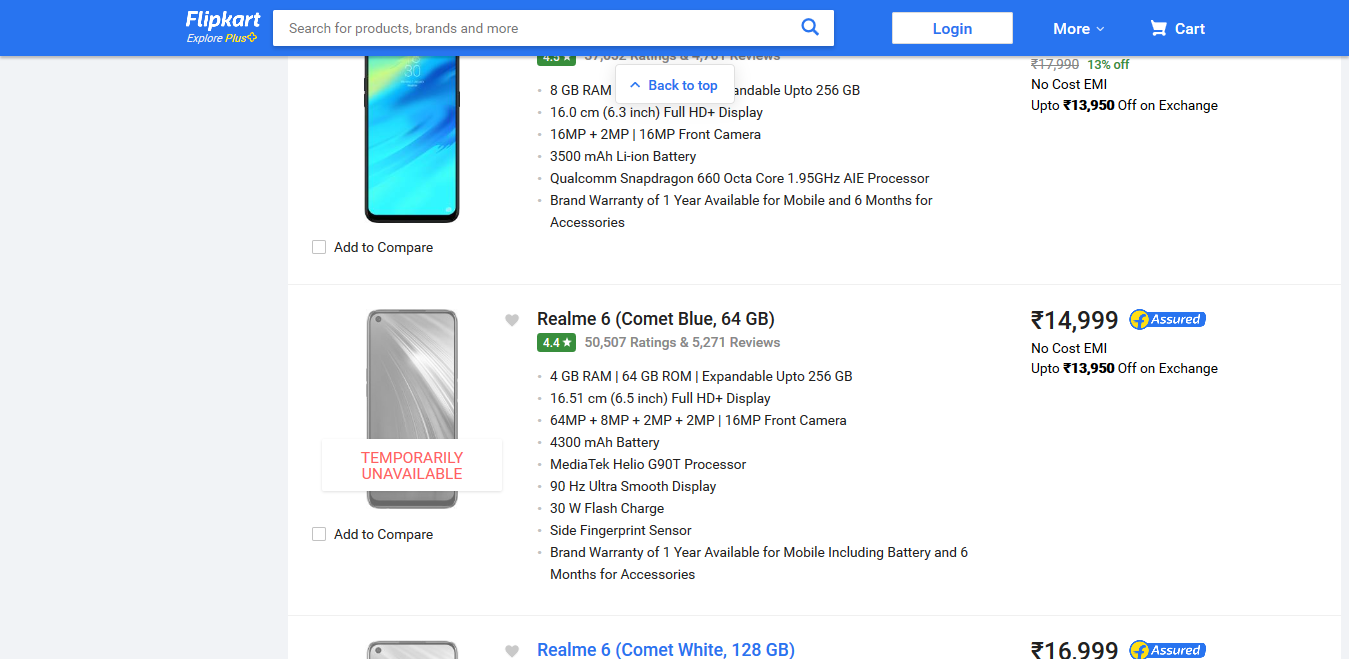 Flipkart
Explore Plus
Search for products, brands and more
Login
More
Cart
4.5 ★ 37,652 Ratings & 4,761 Reviews
Back to top
8 GB RAM
andable Upto 256 GB
16.0 cm (6.3 inch) Full HD+ Display
16MP + 2MP | 16MP Front Camera
3500 mAh Li-ion Battery
Qualcomm Snapdragon 660 Octa Core 1.95GHz AIE Processor
Brand Warranty of 1 Year Available for Mobile and 6 Months for
Accessories
₹17,990 13% off
No Cost EMI
Upto ₹13,950 Off on Exchange
Add to Compare
TEMPORARILY
UNAVAILABLE
Add to Compare
Realme 6 (Comet Blue, 64 GB)
4.4 ★ 50,507 Ratings & 5,271 Reviews
4 GB RAM | 64 GB ROM | Expandable Upto 256 GB
16.51 cm (6.5 inch) Full HD+ Display
64MP + 8MP + 2MP + 2MP | 16MP Front Camera
4300 mAh Battery
MediaTek Helio G90T Processor
90 Hz Ultra Smooth Display
30 W Flash Charge
Side Fingerprint Sensor
Brand Warranty of 1 Year Available for Mobile Including Battery and 6
Months for Accessories
₹14,999 Assured
No Cost EMI
Upto ₹13,950 Off on Exchange
Realme 6 (Comet White, 128 GB)
₹16,999 Assured